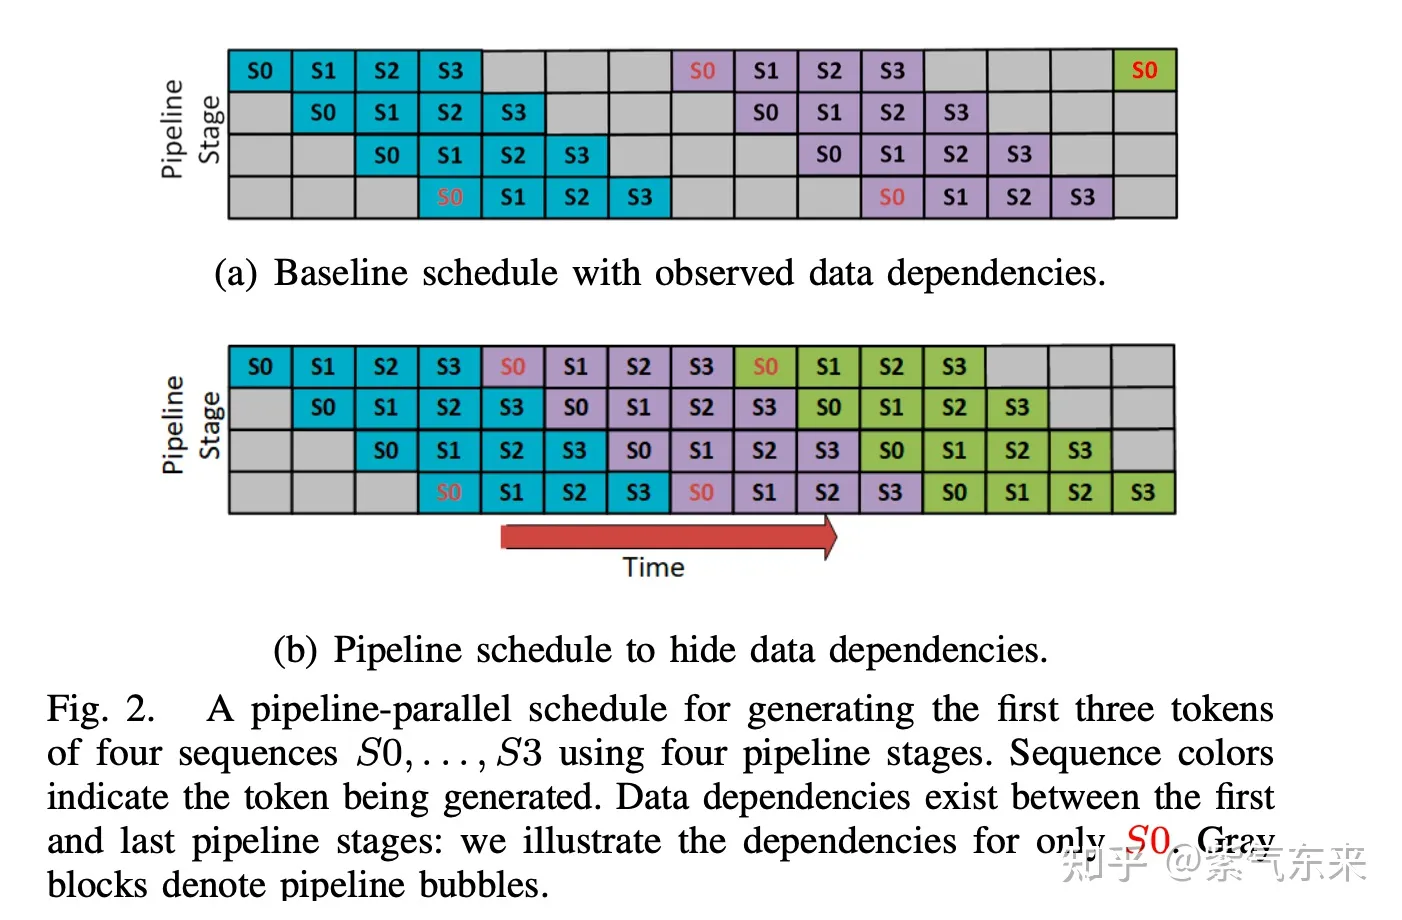 Pipeline
Stage
S0 S1 S2 S3 S0 S1 S2 S3 S0
S0 S1 S2 S3 S0 S1 S2 S3
S0 S1 S2 S3 S0 S1 S2 S3
S0 S1 S2 S3 S0 S1 S2 S3
(a) Baseline schedule with observed data dependencies.
Pipeline
Stage
S0 S1 S2 S3 S0 S1 S2 S3 S0 S1 S2 S3
S0 S1 S2 S3 S0 S1 S2 S3 S0 S1 S2 S3
S0 S1 S2 S3 S0 S1 S2 S3 S0 S1 S2 S3
S0 S1 S2 S3 S0 S1 S2 S3 S0 S1 S2 S3
Time
(b) Pipeline schedule to hide data dependencies.
Fig. 2. A pipeline-parallel schedule for generating the first three tokens
of four sequences S0, . . . , S3 using four pipeline stages. Sequence colors
indicate the token being generated. Data dependencies exist between the first
and last pipeline stages: we illustrate the dependencies for only S0. Gray
blocks denote pipeline bubbles.
知乎 @紫气东来